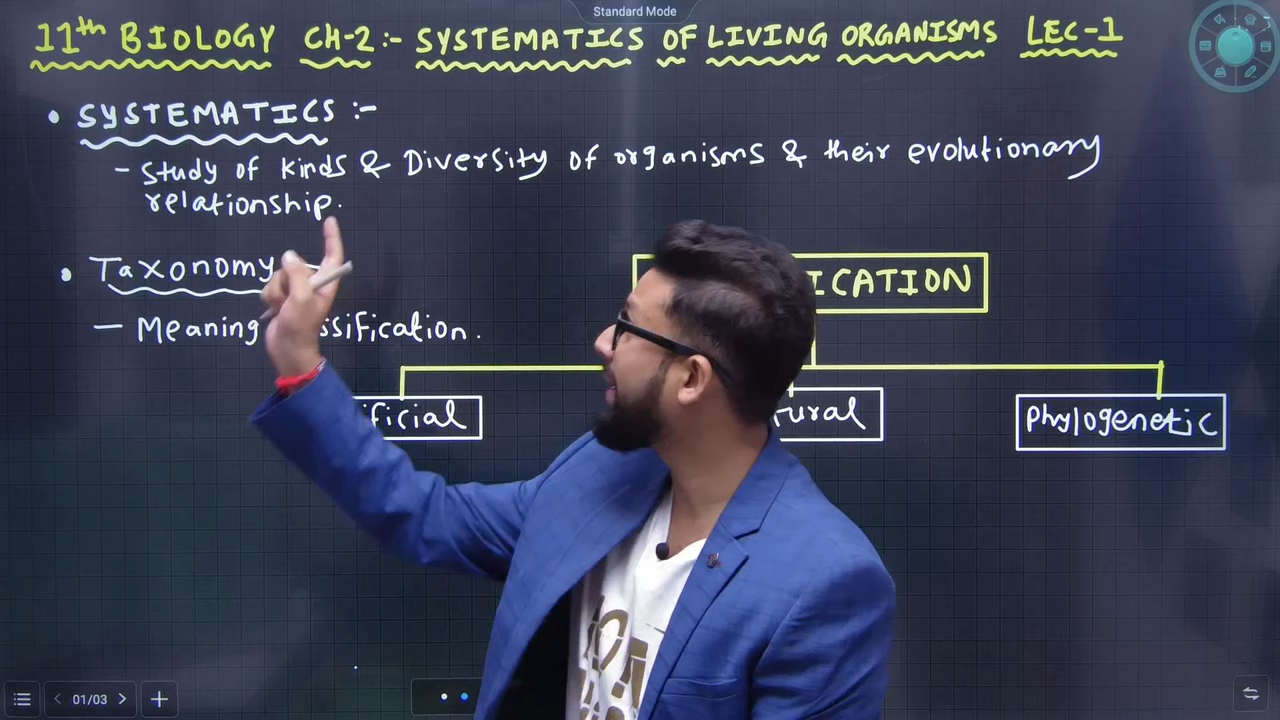 Standard Mode
11th BIOLOGY CH-2:- SYSTEMATICS OF LIVING ORGANISMS LEC-1
• SYSTEMATICS :-
- Study of kinds & Diversity of organisms & their evolutionary
relationship.
• Taxonomy
ICATION
- Meaning ssification.
ificial
tural
Phylogenetic
01/03